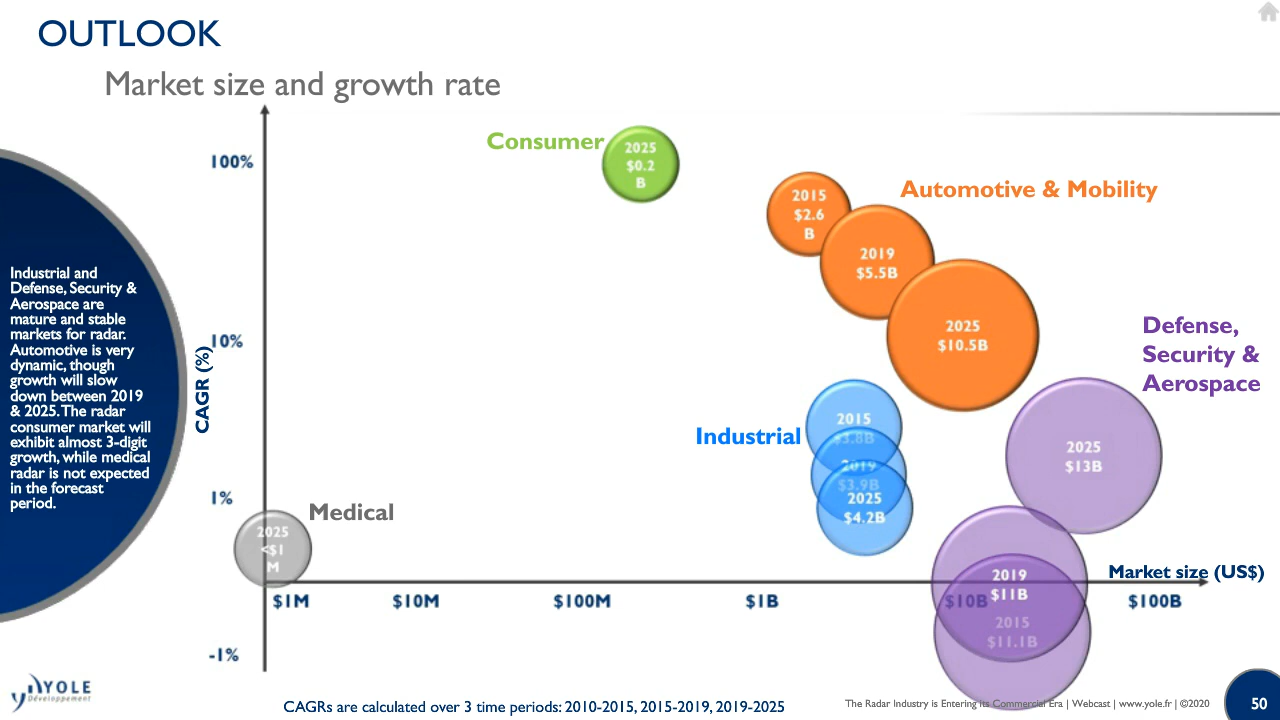 OUTLOOK
Market size and growth rate
Industrial and
Defense, Security &
Aerospace are
mature and stable
markets for radar.
Automotive is very
dynamic, though
growth will slow
down between 2019
& 2025. The radar
consumer market will
exhibit almost 3-digit
growth, while medical
radar is not expected
in the forecast
period.
CAGR (%)
100%
10%
1%
-1%
Consumer
2025
$0.2
B
Automotive & Mobility
2015
$2.6
B
2019
$5.5B
2025
$10.5B
Defense,
Security &
Aerospace
2025
$13B
2019
$11B
2015
$11.1B
Industrial
2015
$3.8B
2019
$3.9B
2025
$4.2B
Medical
2025
<$1
M
Market size (US$)
$1M
$10M
$100M
$1B
$10B
$100B
YOLE
Développement
CAGRs are calculated over 3 time periods: 2010-2015, 2015-2019, 2019-2025
The Radar Industry is Entering its Commercial Era | Webcast | www.yole.fr | ©2020
50